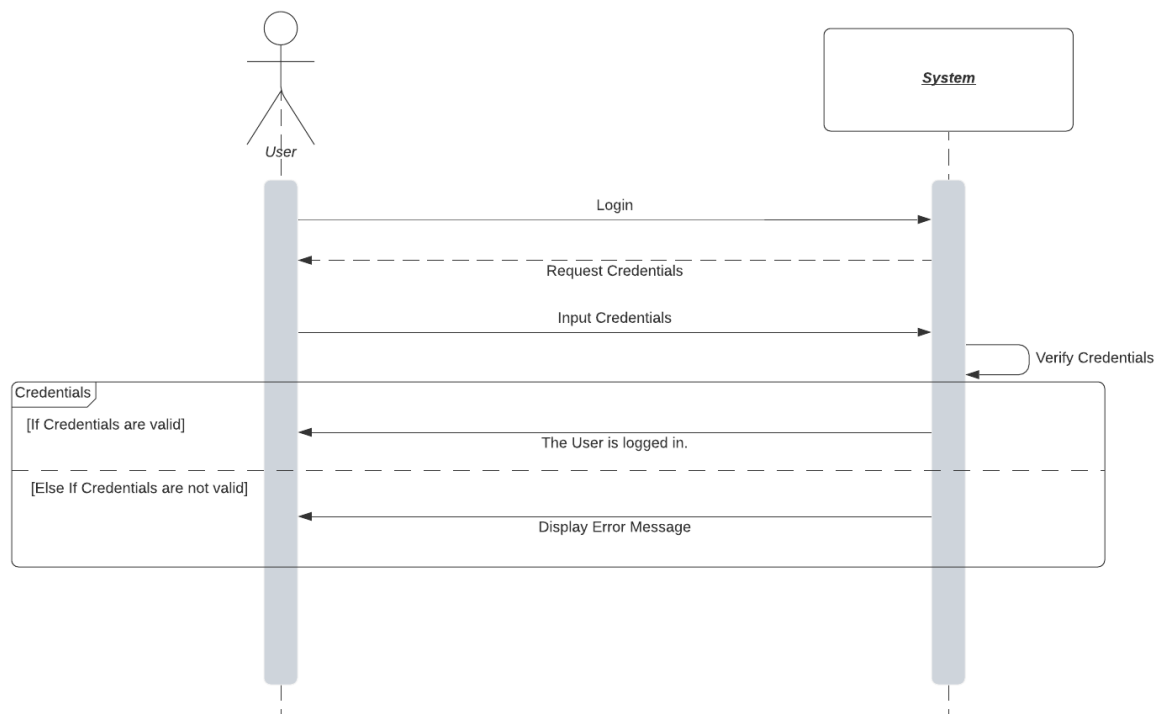 System
User
Login
Request Credentials
Input Credentials
Verify Credentials
Credentials
[If Credentials are valid]
The User is logged in.
[Else If Credentials are not valid]
Display Error Message